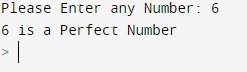 Please Enter any Number: 6
6 is a Perfect Number
>